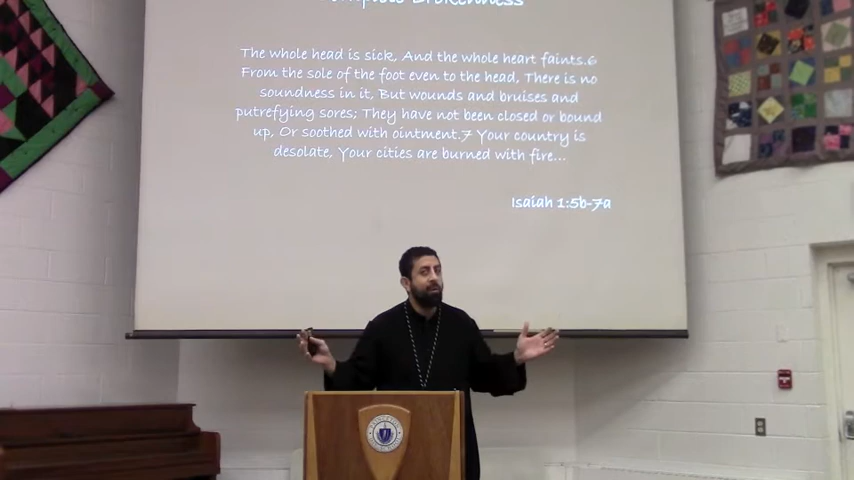 Complete Brokenness
The whole head is sick, And the whole heart faints.6
From the sole of the foot even to the head, There is no
soundness in it, But wounds and bruises and
putrefying sores; They have not been closed or bound
up, Or soothed with ointment.7 Your country is
desolate, Your cities are burned with fire...
Isaiah 1:5b-7a